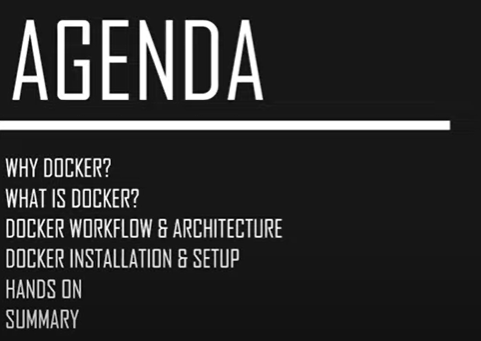 AGENDA
WHY DOCKER?
WHAT IS DOCKER?
DOCKER WORKFLOW & ARCHITECTURE
DOCKER INSTALLATION & SETUP
HANDS ON
SUMMARY